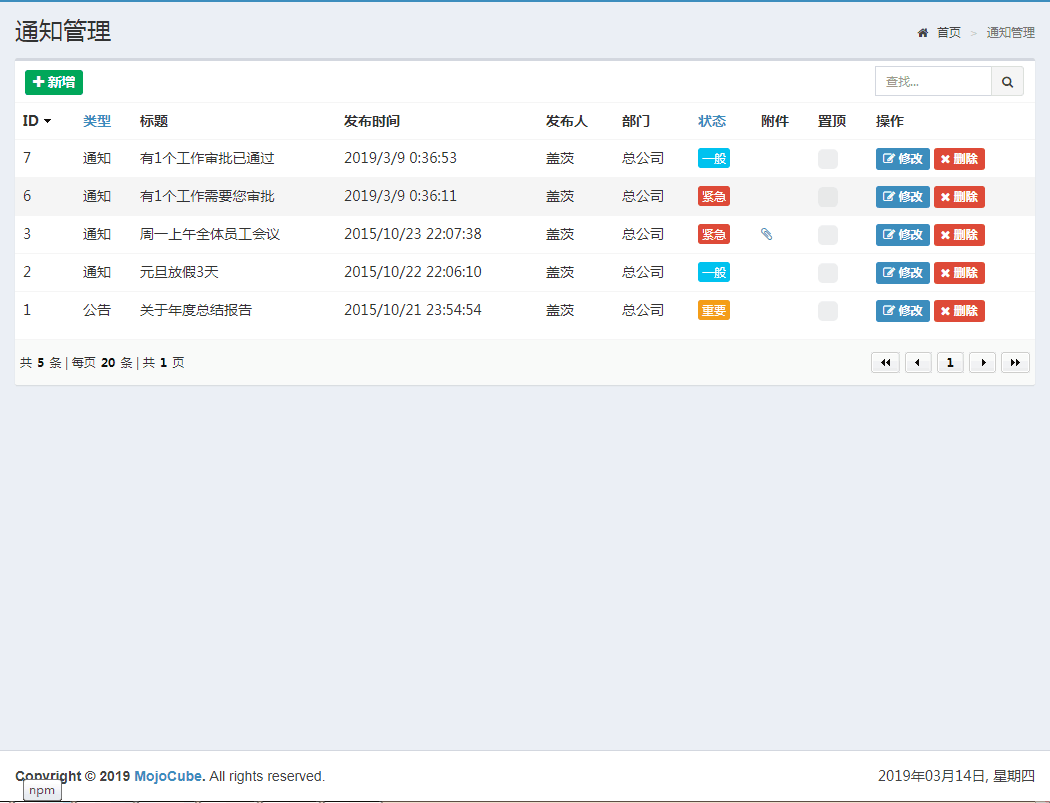 通知管理
首页 > 通知管理
新增
查找...
ID 类型 标题 发布时间 发布人 部门 状态 附件 置顶 操作
7 通知 有1个工作审批已通过 2019/3/9 0:36:53 盖茨 总公司 一般 修改 删除
6 通知 有1个工作需要您审批 2019/3/9 0:36:11 盖茨 总公司 紧急 修改 删除
3 通知 周一上午全体员工会议 2015/10/23 22:07:38 盖茨 总公司 紧急 修改 删除
2 通知 元旦放假3天 2015/10/22 22:06:10 盖茨 总公司 一般 修改 删除
1 公告 关于年度总结报告 2015/10/21 23:54:54 盖茨 总公司 重要 修改 删除
共 5 条 | 每页 20 条 | 共 1 页
1
Copyright © 2019 MojoCube. All rights reserved.
2019年03月14日, 星期四
npm